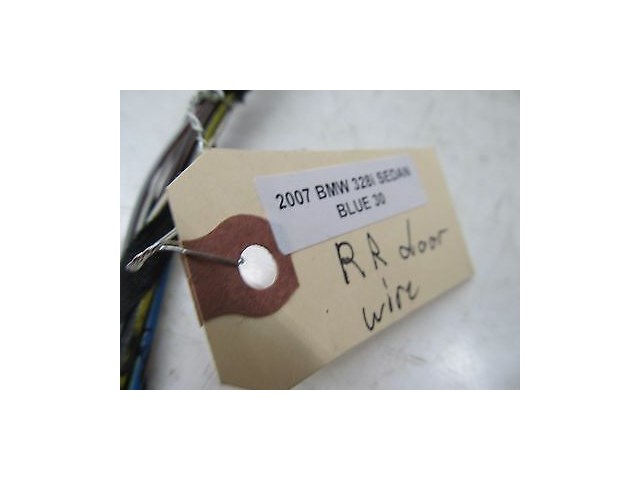 2007 BMW 328i SEDAN
BLUE 30
RR door
wire